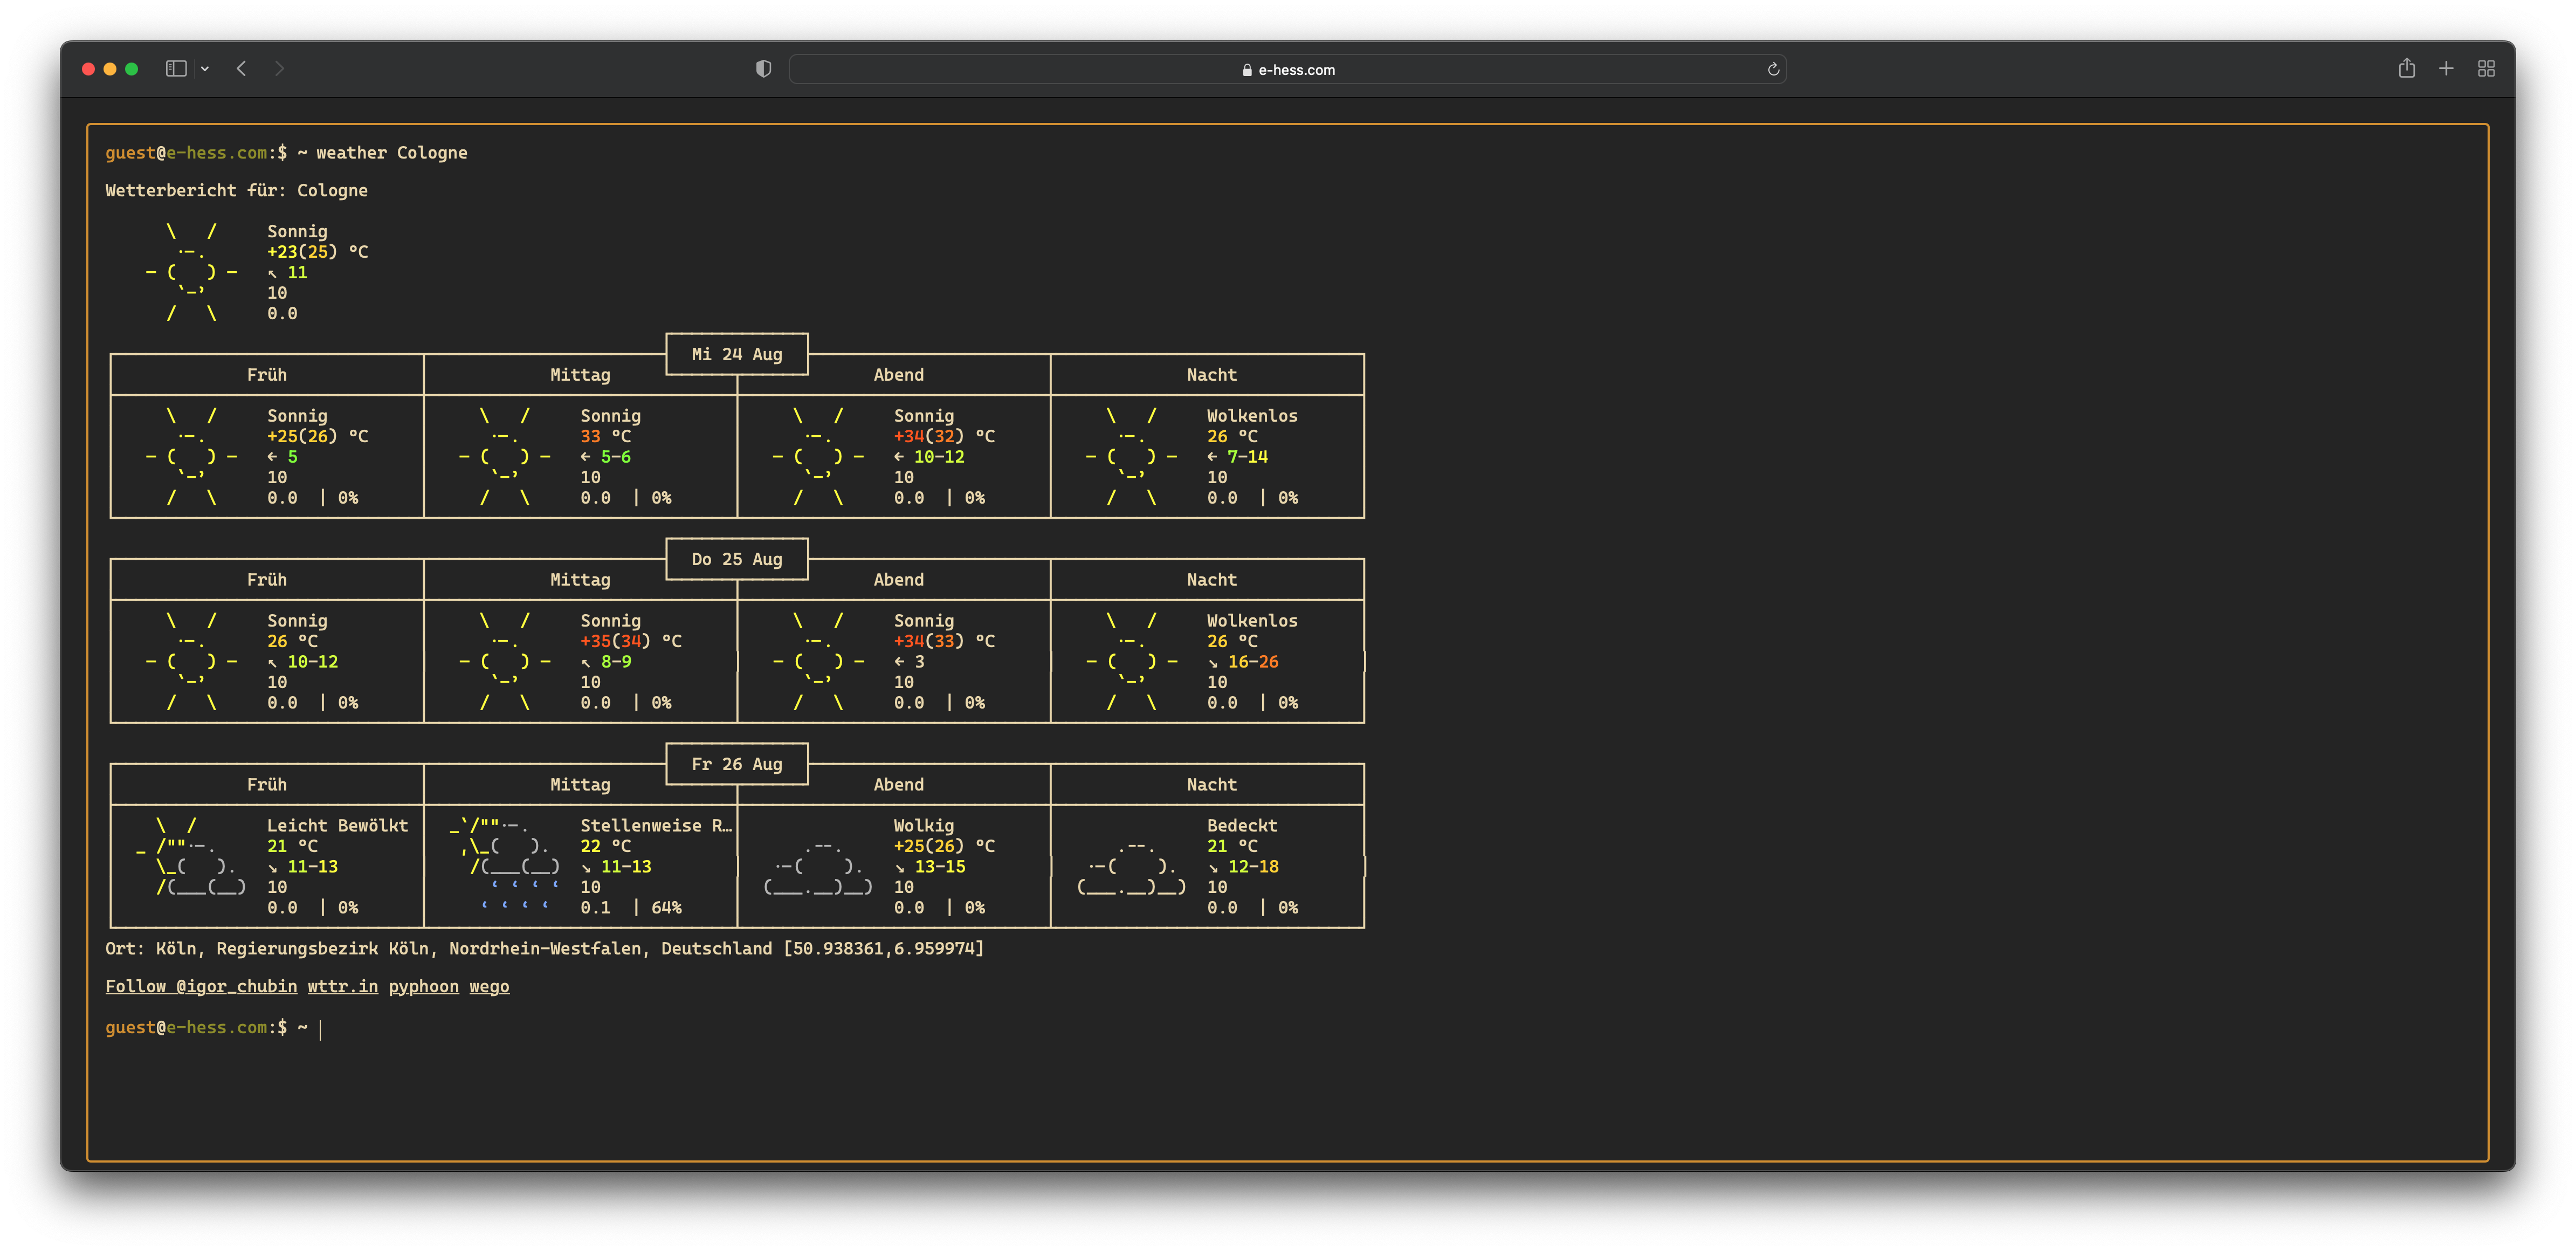 e-hess.com
guest@e-hess.com:$ ~ weather Cologne
Wetterbericht für: Cologne
Sonnig
+23(25) °C
↖ 11
10
0.0
Mi 24 Aug
Früh Mittag Abend Nacht
Sonnig Sonnig Sonnig Wolkenlos
+25(26) °C 33 °C +34(32) °C 26 °C
← 5 ← 5-6 ← 10-12 ← 7-14
10 10 10 10
0.0 | 0% 0.0 | 0% 0.0 | 0% 0.0 | 0%
Do 25 Aug
Früh Mittag Abend Nacht
Sonnig Sonnig Sonnig Wolkenlos
26 °C +35(34) °C +34(33) °C 26 °C
↖ 10-12 ↖ 8-9 ← 3 ↘ 16-26
10 10 10 10
0.0 | 0% 0.0 | 0% 0.0 | 0% 0.0 | 0%
Fr 26 Aug
Früh Mittag Abend Nacht
Leicht Bewölkt Stellenweise R… Wolkig Bedeckt
21 °C 22 °C +25(26) °C 21 °C
↘ 11-13 ↘ 11-13 ↘ 13-15 ↘ 12-18
10 10 10 10
0.0 | 0% 0.1 | 64% 0.0 | 0% 0.0 | 0%
Ort: Köln, Regierungsbezirk Köln, Nordrhein-Westfalen, Deutschland [50.938361,6.959974]
Follow @igor_chubin wttr.in pyphoon wego
guest@e-hess.com:$ ~